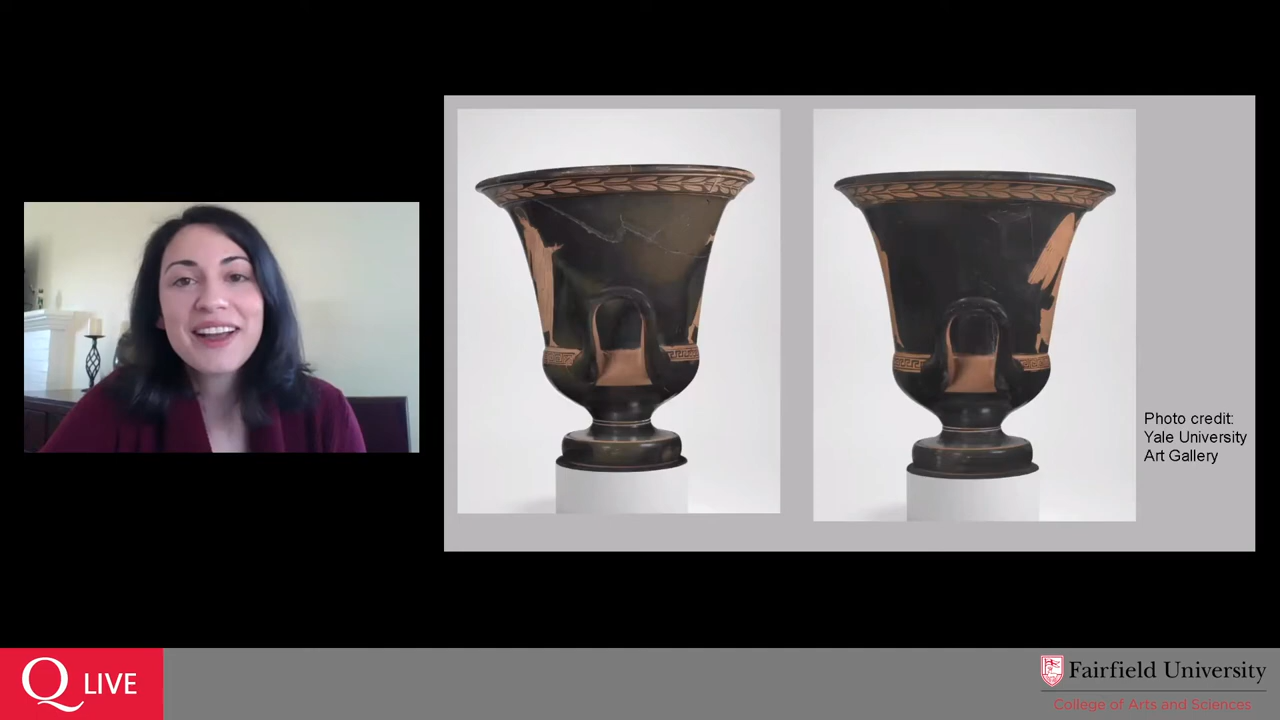 Photo credit:
Yale University
Art Gallery
Q LIVE
Fairfield University
College of Arts and Sciences